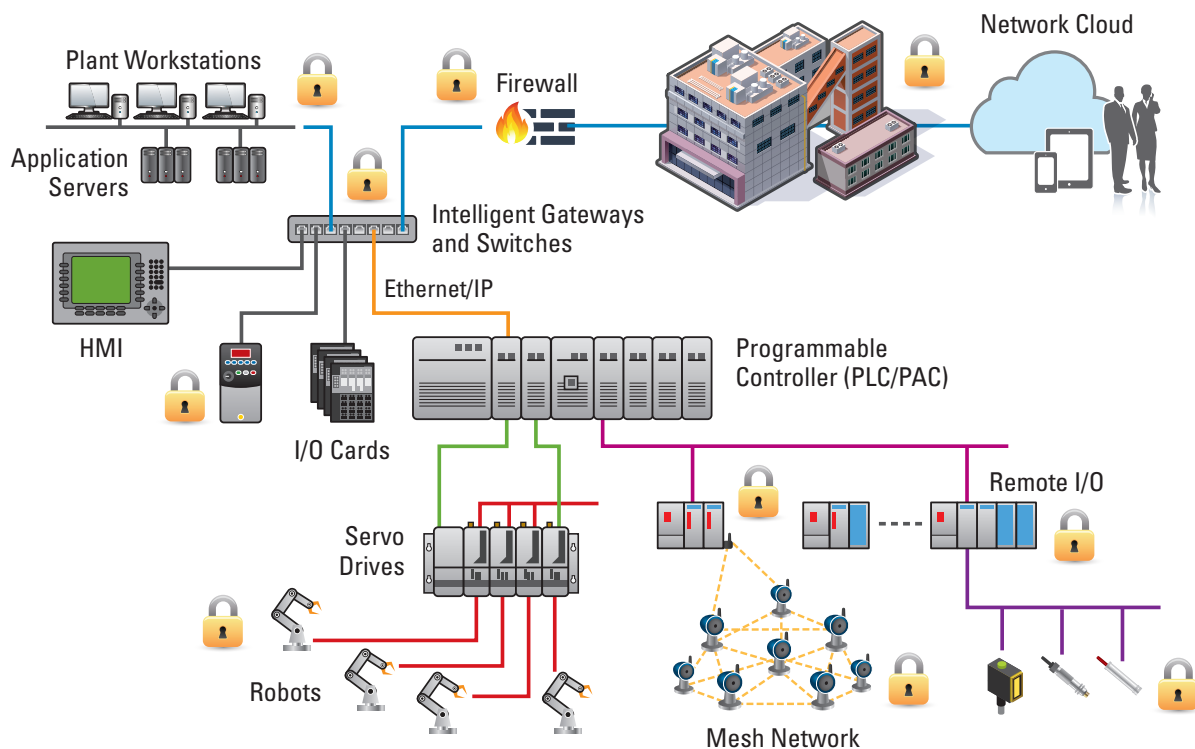 Network Cloud
Plant Workstations
Firewall
Application
Servers
Intelligent Gateways
and Switches
Ethernet/IP
HMI
Programmable
Controller (PLC/PAC)
I/O Cards
Remote I/O
Servo
Drives
Robots
Mesh Network